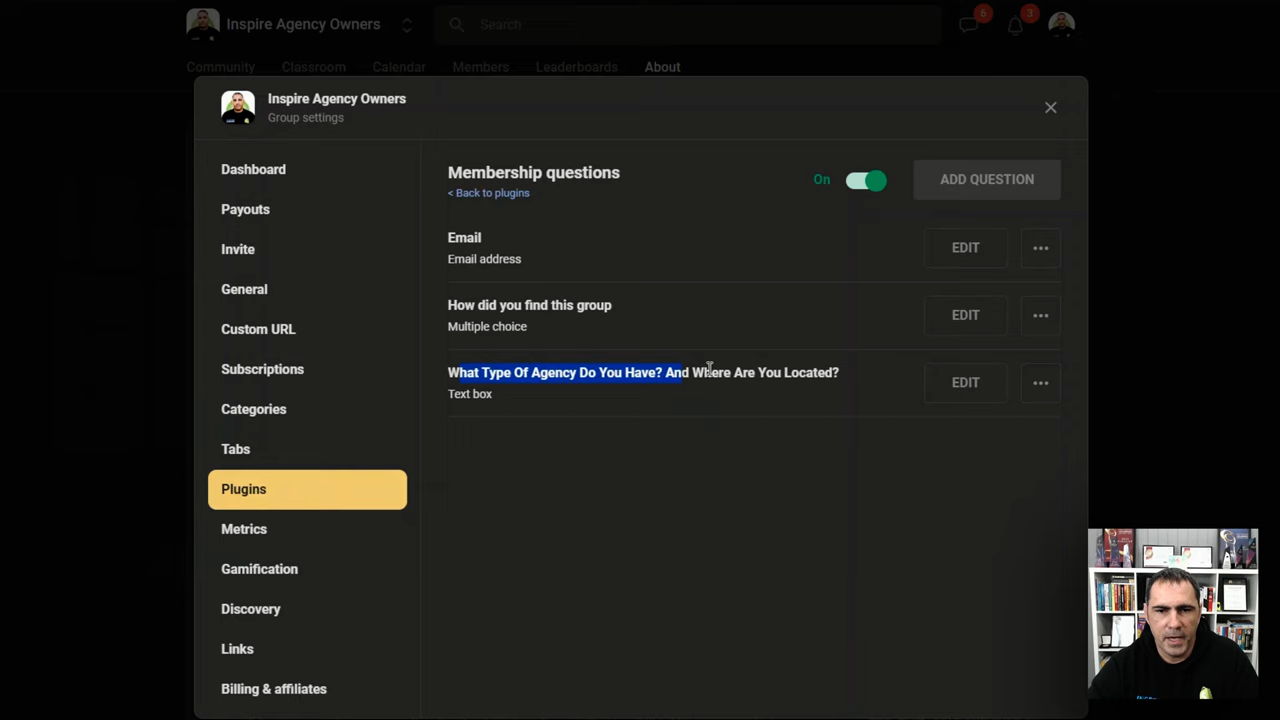 Inspire Agency Owners
Search
6
3
Community Classroom Calendar Members Leaderboards About
Inspire Agency Owners
Group settings
Dashboard
Payouts
Invite
General
Custom URL
Subscriptions
Categories
Tabs
Plugins
Metrics
Gamification
Discovery
Links
Billing & affiliates
Membership questions
< Back to plugins
On
ADD QUESTION
Email
Email address
EDIT
How did you find this group
Multiple choice
EDIT
What Type Of Agency Do You Have? And Where Are You Located?
Text box
EDIT